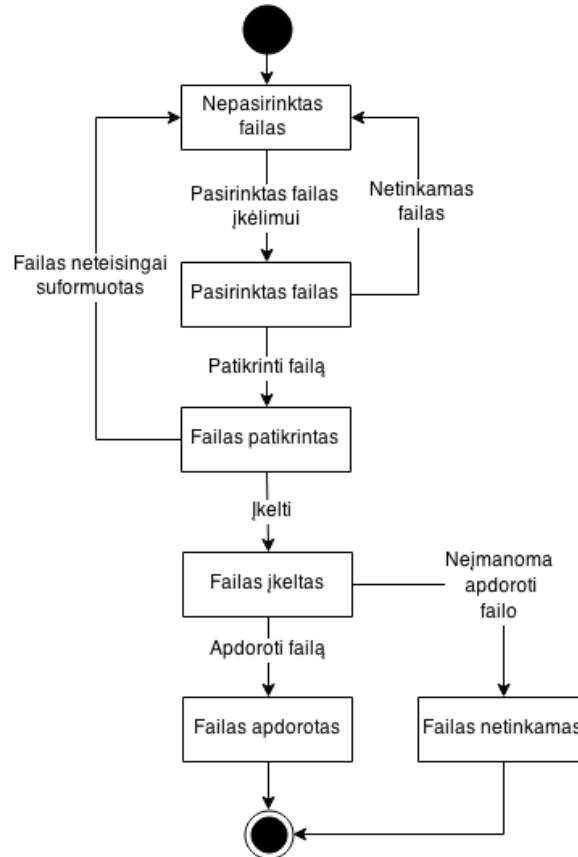 Nepasirinktas
failas
Pasirinktas failas
įkėlimui
Netinkamas
failas
Failas neteisingai
suformuotas
Pasirinktas failas
Patikrinti failą
Failas patikrintas
Įkelti
Failas įkeltas
Neįmanoma
apdoroti
failo
Apdoroti failą
Failas apdorotas
Failas netinkamas